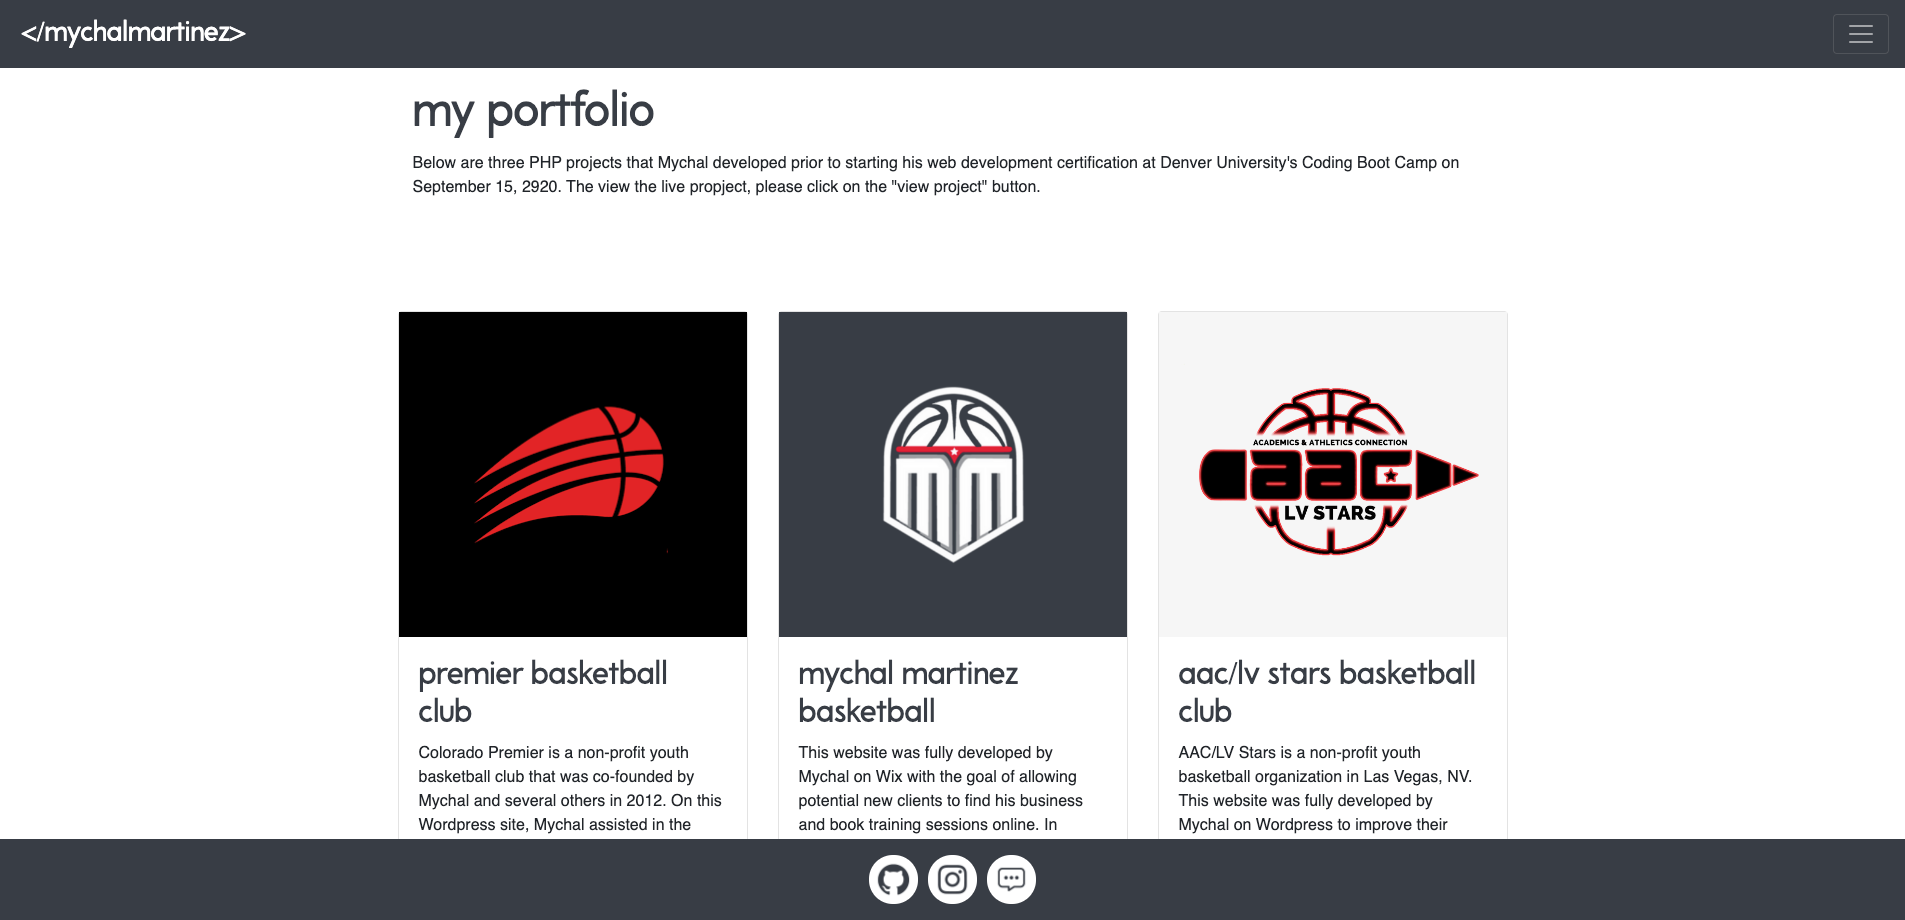 </mychalmartinez>
my portfolio
Below are three PHP projects that Mychal developed prior to starting his web development certification at Denver University's Coding Boot Camp on
September 15, 2920. The view the live propject, please click on the "view project" button.
ACADEMICS & ATHLETICS CONNECTION
aac
LV STARS
premier basketball
club
Colorado Premier is a non-profit youth
basketball club that was co-founded by
Mychal and several others in 2012. On this
Wordpress site, Mychal assisted in the
mychal martinez
basketball
This website was fully developed by
Mychal on Wix with the goal of allowing
potential new clients to find his business
and book training sessions online. In
aac/lv stars basketball
club
AAC/LV Stars is a non-profit youth
basketball organization in Las Vegas, NV.
This website was fully developed by
Mychal on Wordpress to improve their